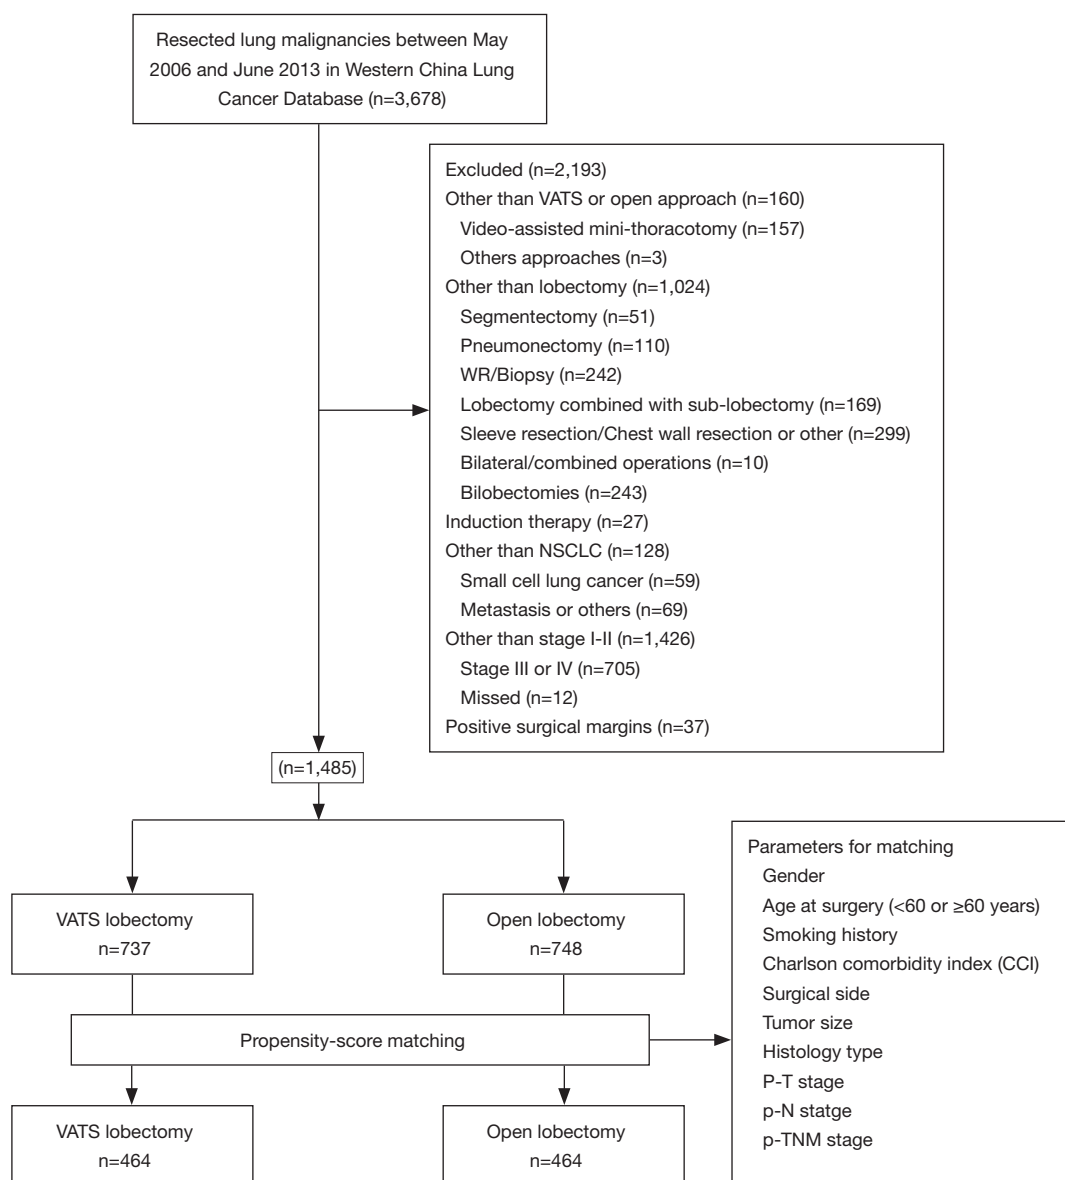 Resected lung malignancies between May
2006 and June 2013 in Western China Lung
Cancer Database (n=3,678)
Excluded (n=2,193)
Other than VATS or open approach (n=160)
Video-assisted mini-thoracotomy (n=157)
Others approaches (n=3)
Other than lobectomy (n=1,024)
Segmentectomy (n=51)
Pneumonectomy (n=110)
WR/Biopsy (n=242)
Lobectomy combined with sub-lobectomy (n=169)
Sleeve resection/Chest wall resection or other (n=299)
Bilateral/combined operations (n=10)
Bilobectomies (n=243)
Induction therapy (n=27)
Other than NSCLC (n=128)
Small cell lung cancer (n=59)
Metastasis or others (n=69)
Other than stage I-II (n=1,426)
Stage III or IV (n=705)
Missed (n=12)
Positive surgical margins (n=37)
(n=1,485)
VATS lobectomy
n=737
Open lobectomy
n=748
Propensity-score matching
Parameters for matching
Gender
Age at surgery (<60 or ≥60 years)
Smoking history
Charlson comorbidity index (CCI)
Surgical side
Tumor size
Histology type
P-T stage
p-N statge
p-TNM stage
VATS lobectomy
n=464
Open lobectomy
n=464